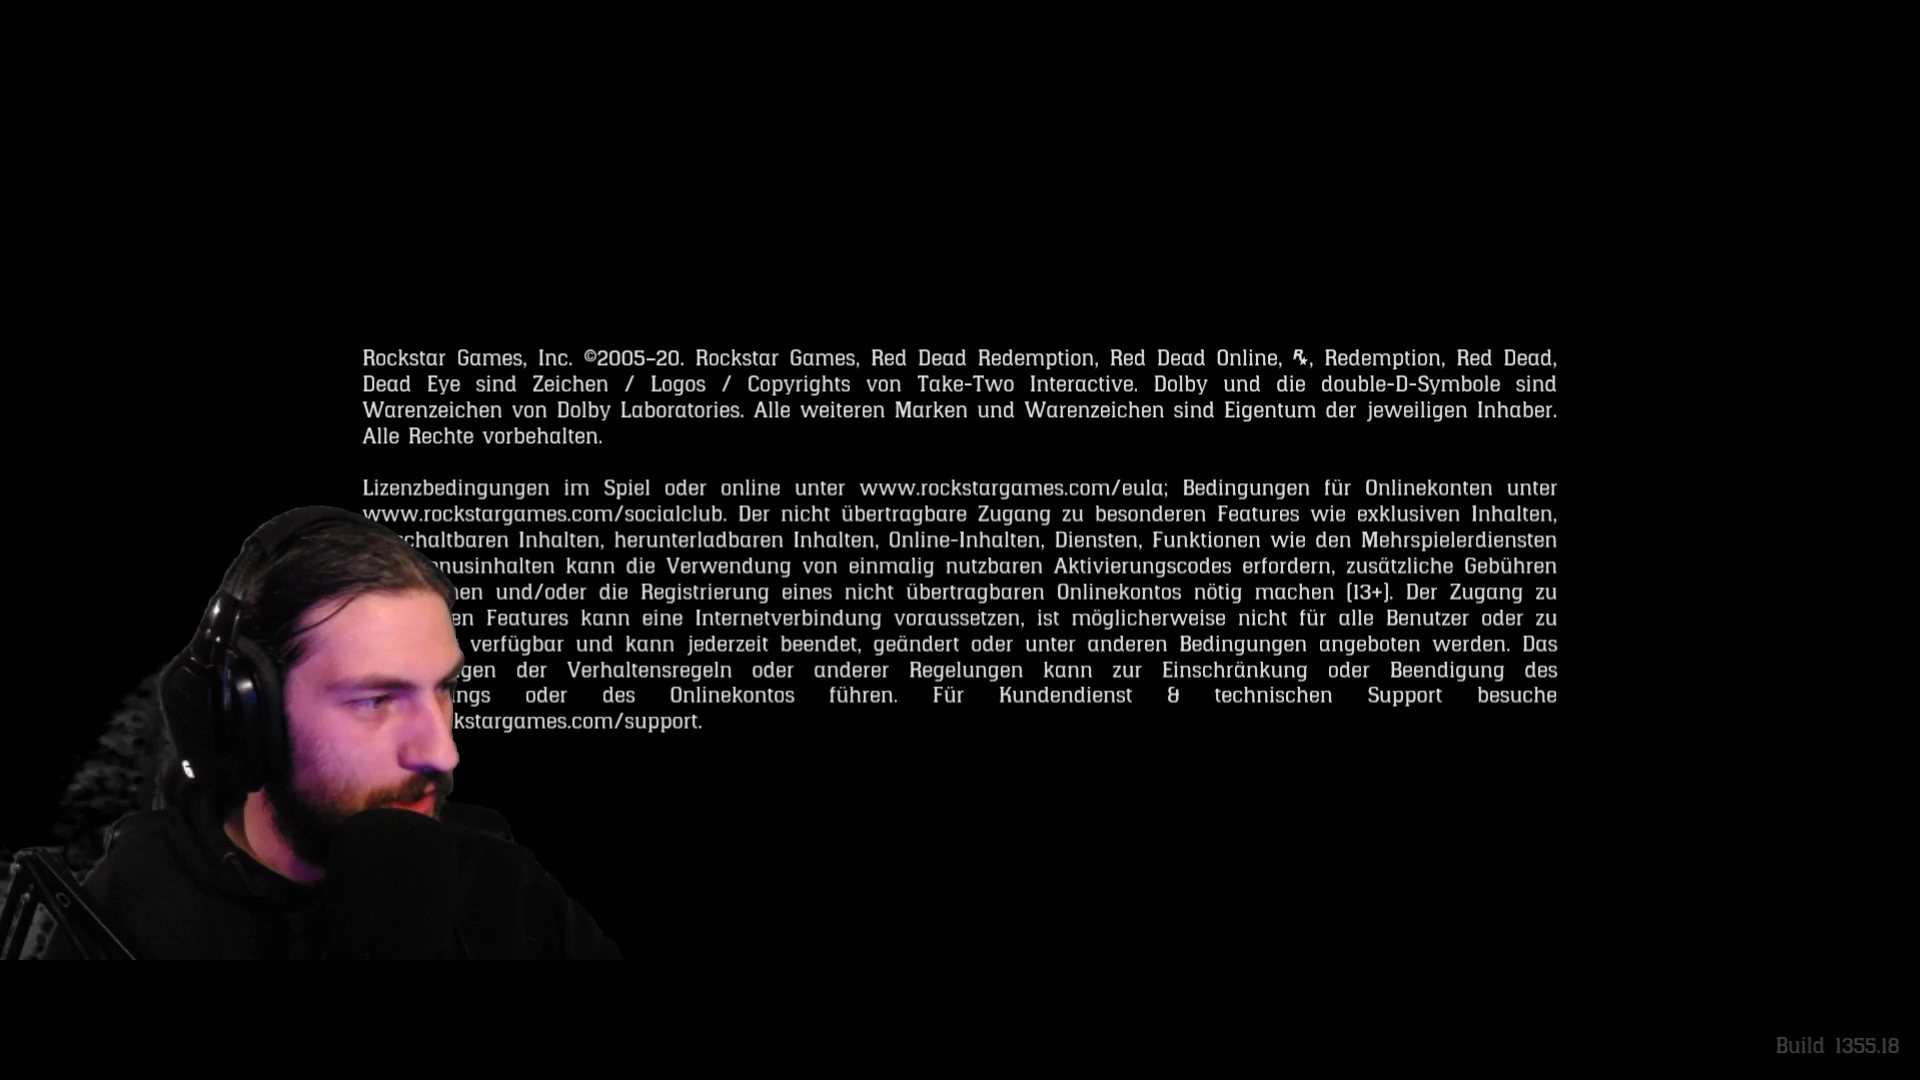 Rockstar Games, Inc. ©2005–20. Rockstar Games, Red Dead Redemption, Red Dead Online, R★, Redemption, Red Dead,
Dead Eye sind Zeichen / Logos / Copyrights von Take-Two Interactive. Dolby und die double-D-Symbole sind
Warenzeichen von Dolby Laboratories. Alle weiteren Marken und Warenzeichen sind Eigentum der jeweiligen Inhaber.
Alle Rechte vorbehalten.
Lizenzbedingungen im Spiel oder online unter www.rockstargames.com/eula; Bedingungen für Onlinekonten unter
www.rockstargames.com/socialclub. Der nicht übertragbare Zugang zu besonderen Features wie exklusiven Inhalten,
Inhalten, herunterladbaren Inhalten, Online-Inhalten, Diensten, Funktionen wie den Mehrspielerdiensten
kann die Verwendung von einmalig nutzbaren Aktivierungscodes erfordern, zusätzliche Gebühren
und/oder die Registrierung eines nicht übertragbaren Onlinekontos nötig machen (13+). Der Zugang zu
Features kann eine Internetverbindung voraussetzen, ist möglicherweise nicht für alle Benutzer oder zu
verfügbar und kann jederzeit beendet, geändert oder unter anderen Bedingungen angeboten werden. Das
der Verhaltensregeln oder anderer Regelungen kann zur Einschränkung oder Beendigung des
oder des Onlinekontos führen. Für Kundendienst & technischen Support besuche
kstargames.com/support.
Build 1355.18